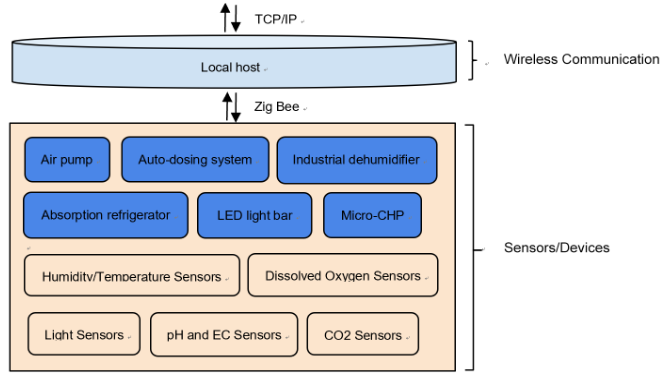 TCP/IP
Local host
Wireless Communication
Zig Bee
Air pump
Auto-dosing system
Industrial dehumidifier
Absorption refrigerator
LED light bar
Micro-CHP
Sensors/Devices
Humidity/Temperature Sensors
Dissolved Oxygen Sensors
Light Sensors
pH and EC Sensors
CO2 Sensors